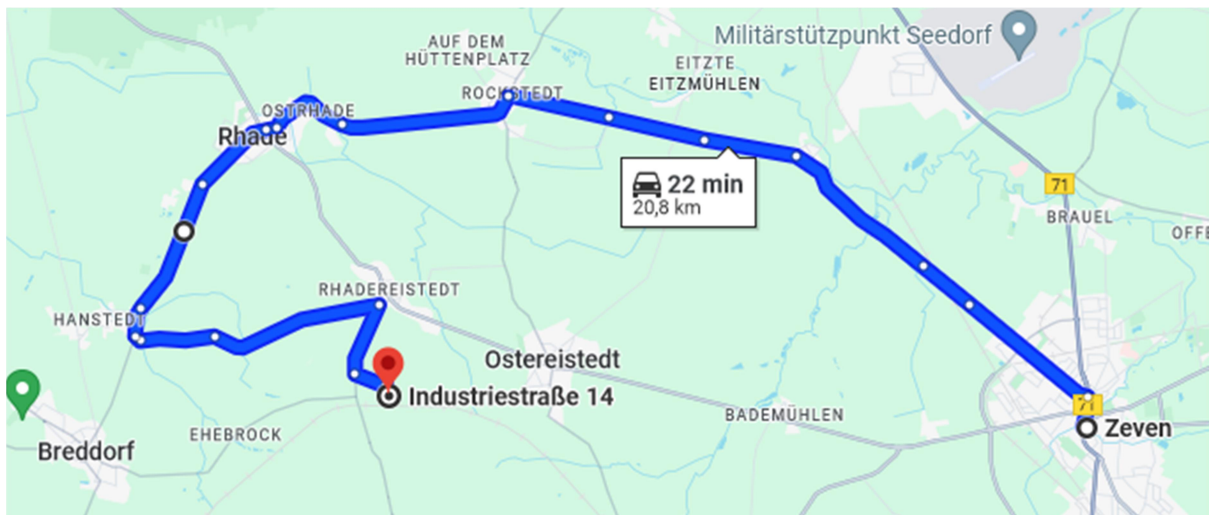 Militärstützpunkt Seedorf
AUF DEM
HÜTTENPLATZ
EITZTE
EITZMÜHLEN
ROCKSTEDT
OSTRHADE
Rhade
22 min
20,8 km
71
BRAUEL
OFFE
RHADEREISTEDT
HANSTEDT
Ostereistedt
Industriestraße 14
71
BADEMÜHLEN
Zeven
EHEBROCK
Breddorf